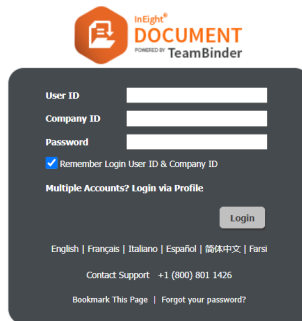 InEight®
DOCUMENT
POWERED BY TeamBinder
User ID
Company ID
Password
Remember Login User ID & Company ID
Multiple Accounts? Login via Profile
Login
English | Français | Italiano | Español | 简体中文 | Farsi
Contact Support +1 (800) 801 1426
Bookmark This Page | Forgot your password?